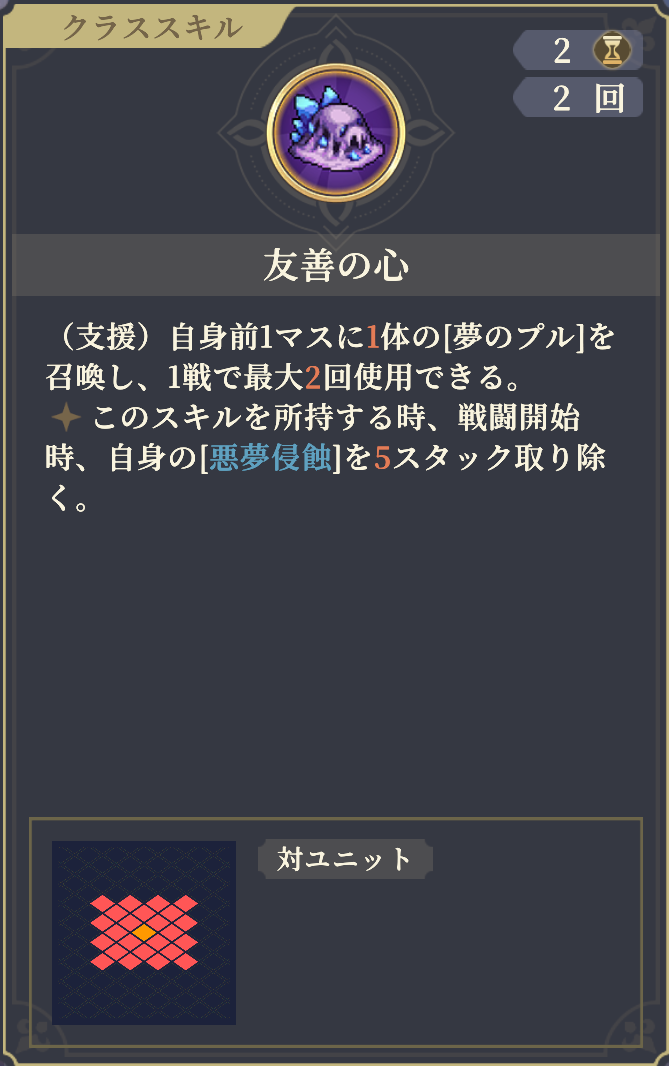 クラススキル
2
2 回
友善の心
（支援）自身前1マスに1体の[夢のプル]を
召喚し、1戦で最大2回使用できる。
このスキルを所持する時、戦闘開始
時、自身の[悪夢侵蝕]を5スタック取り除
く。
対ユニット